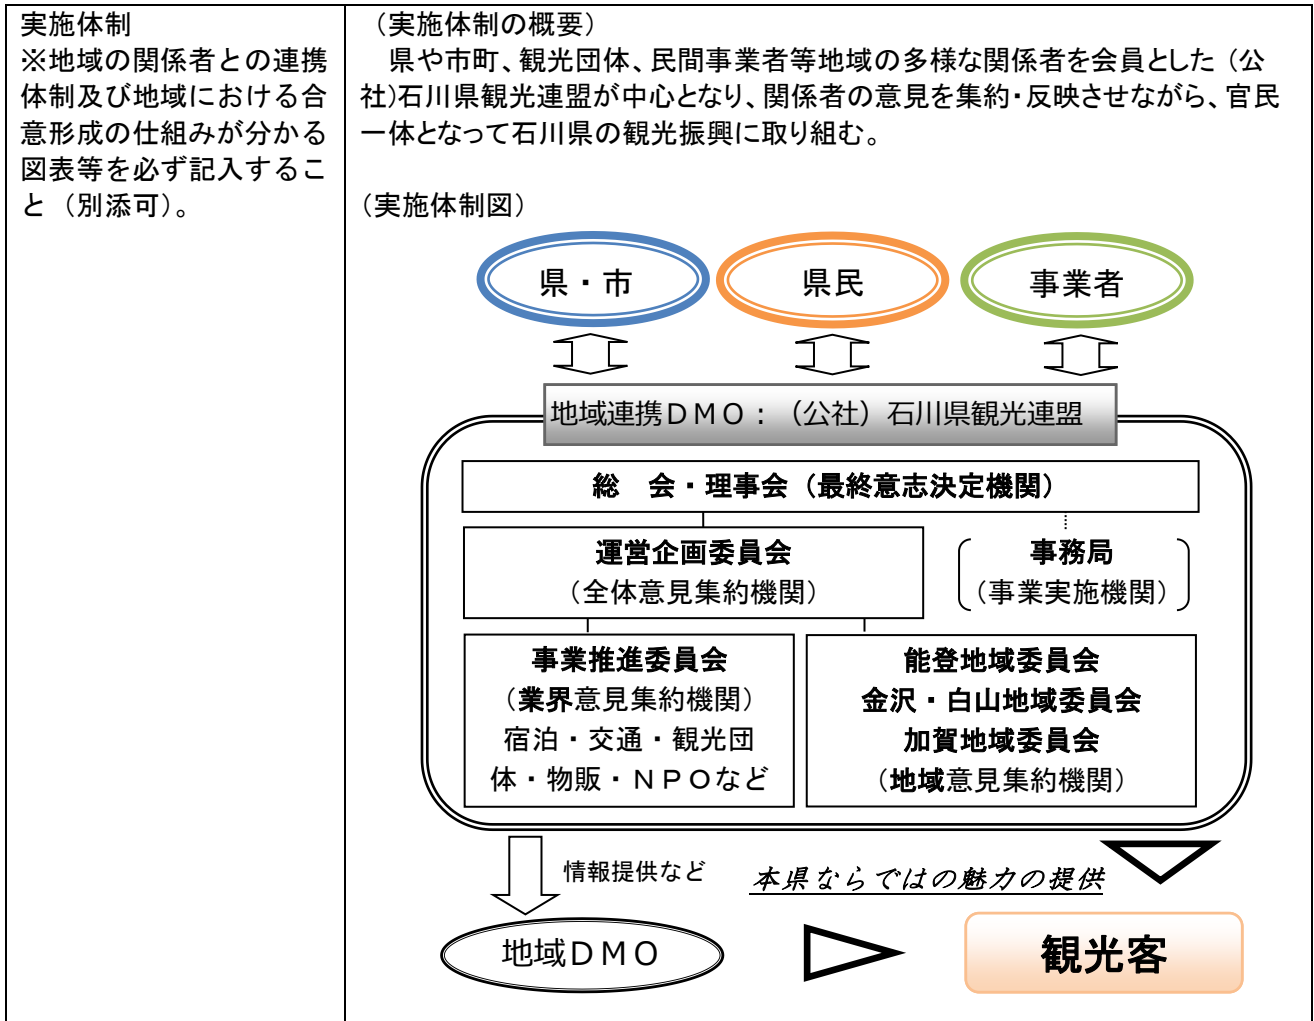 実施体制
※地域の関係者との連携
体制及び地域における合
意形成の仕組みが分かる
図表等を必ず記入するこ
と（別添可）。
（実施体制の概要）
　県や市町、観光団体、民間事業者等地域の多様な関係者を会員とした（公
社）石川県観光連盟が中心となり、関係者の意見を集約・反映させながら、官民
一体となって石川県の観光振興に取り組む。
（実施体制図）
県・市
県民
事業者
地域連携ＤＭＯ：（公社）石川県観光連盟
総　会・理事会（最終意志決定機関）
運営企画委員会
（全体意見集約機関）
事務局
（事業実施機関）
事業推進委員会
（業界意見集約機関）
宿泊・交通・観光団
体・物販・ＮＰＯなど
能登地域委員会
金沢・白山地域委員会
加賀地域委員会
（地域意見集約機関）
情報提供など
本県ならではの魅力の提供
地域ＤＭＯ
観光客